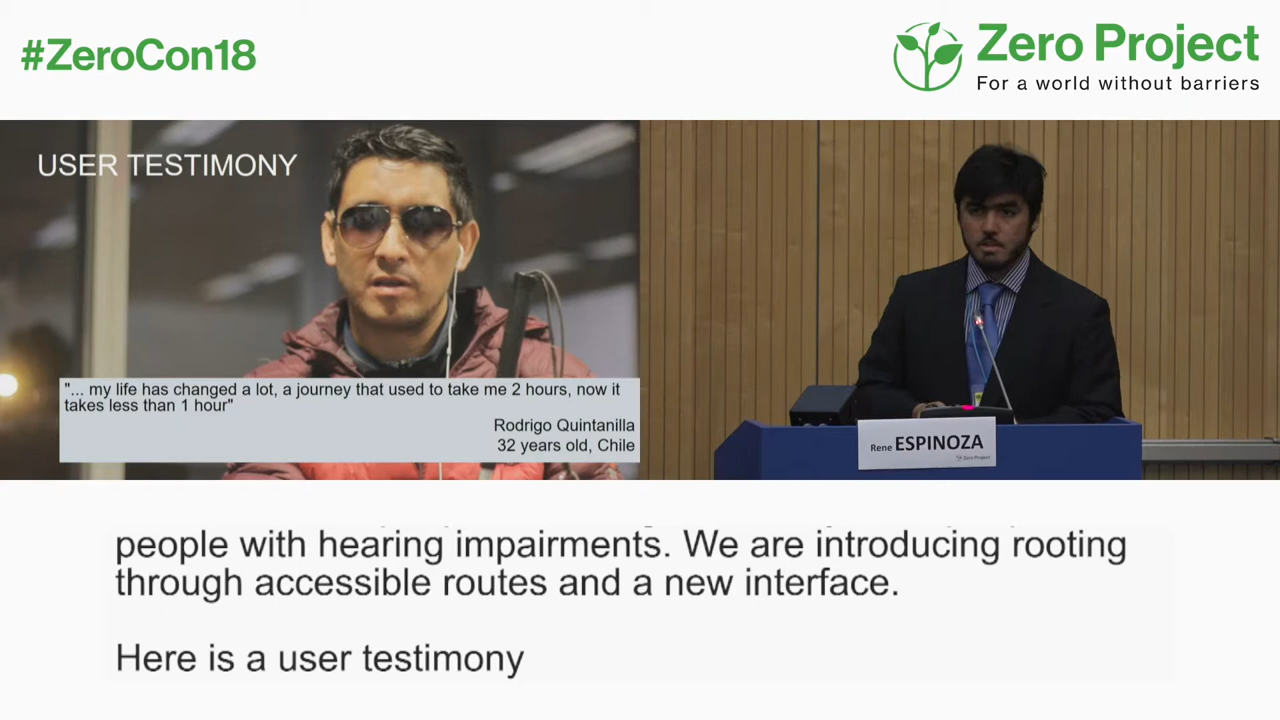 #ZeroCon18
Zero Project
For a world without barriers
USER TESTIMONY
"... my life has changed a lot, a journey that used to take me 2 hours, now it
takes less than 1 hour"
Rodrigo Quintanilla
32 years old, Chile
Rene ESPINOZA
Zero Project
people with hearing impairments. We are introducing rooting
through accessible routes and a new interface.
Here is a user testimony